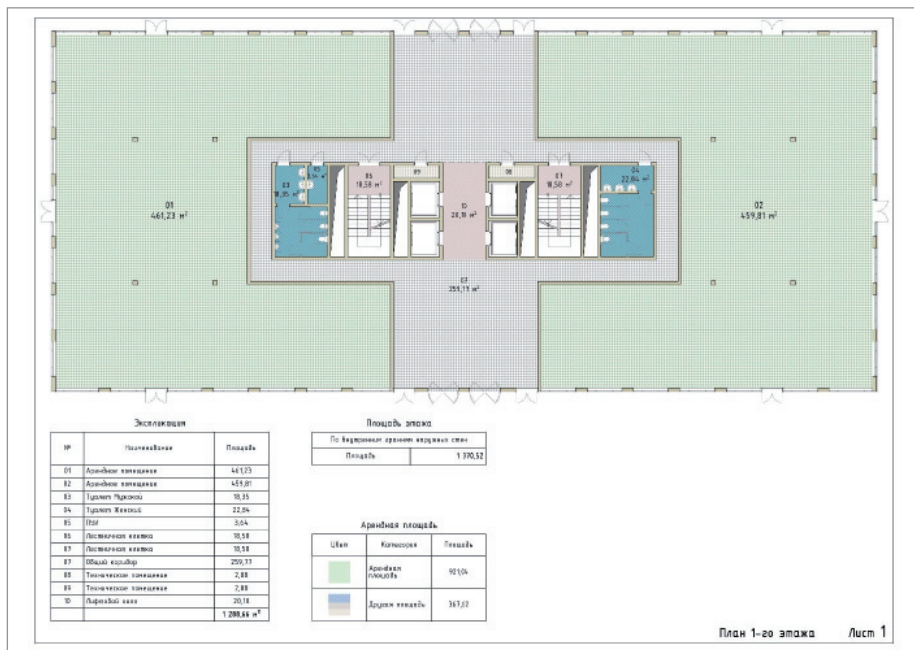 05
3,64 м²
04
22,84 м²
06
18,58 м²
09
08
07
18,58 м²
03
18,35 м²
01
461,23 м²
10
20,18 м²
02
459,81 м²
07
259,77 м²
Экспликация
№ Наименование Площадь
01 Арендное помещение 461,23
02 Арендное помещение 459,81
03 Туалет Мужской 18,35
04 Туалет Женский 22,84
05 ПУИ 3,64
06 Лестничная клетка 18,58
07 Лестничная клетка 18,58
07 Общий коридор 259,77
08 Техническое помещение 2,88
09 Техническое помещение 2,88
10 Лифтовой холл 20,18
1 288,66 м²
Площадь этажа
По внутренним граням наружных стен
Площадь 1 370,52
Арендная площадь
Цвет Категория Площадь
Арендная
площадь 921,04
Другая площадь 367,62
План 1-го этажа Лист 1